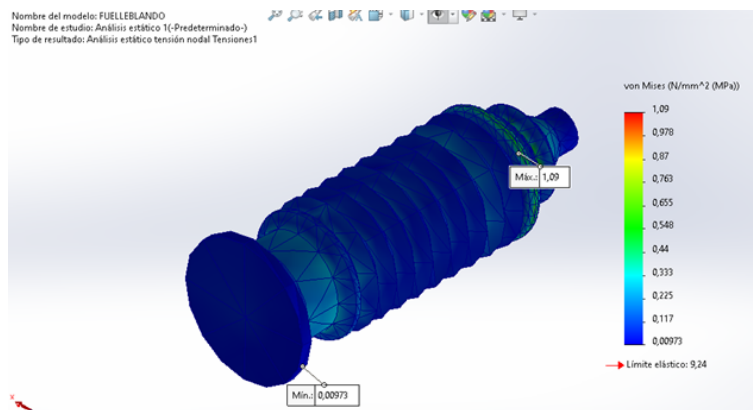 Nombre del modelo: FUELLEBLANDO
Nombre de estudio: Análisis estático 1(-Predeterminado-)
Tipo de resultado: Análisis estático tensión nodal Tensiones1
von Mises (N/mm^2 (MPa))
1,09
0,978
0,87
0,763
0,655
0,548
0,44
0,333
0,225
0,117
0,00973
Límite elástico: 9,24
Máx.: 1,09
Mín.: 0,00973
x